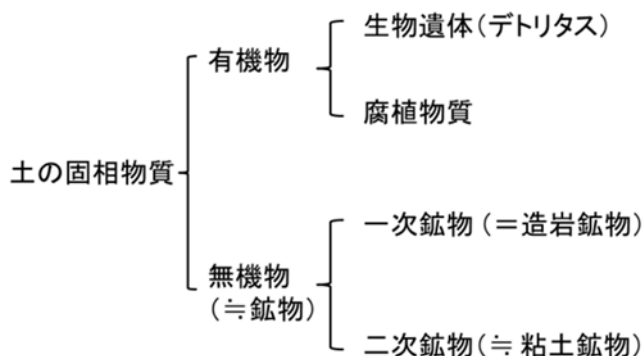 土の固相物質
有機物
生物遺体(デトリタス)
腐植物質
無機物
(≒鉱物)
一次鉱物(=造岩鉱物)
二次鉱物(≒ 粘土鉱物)